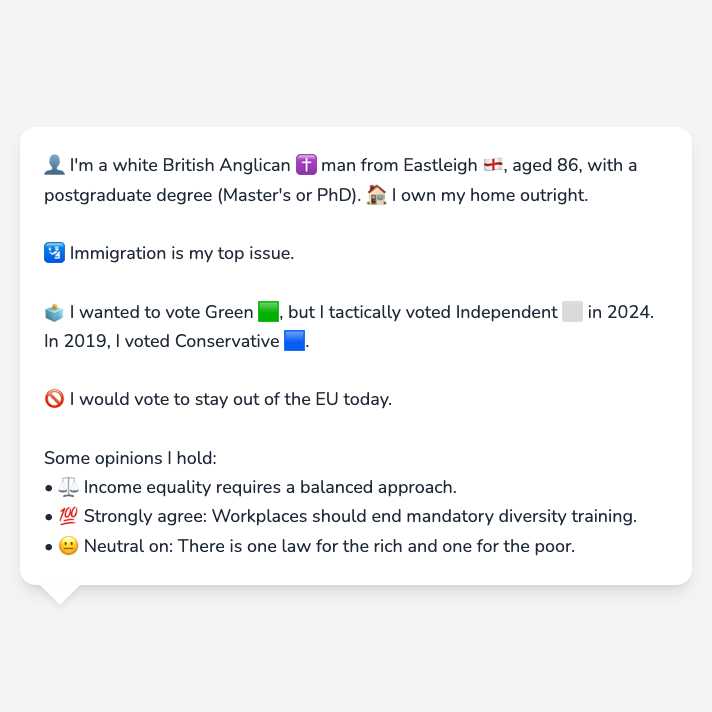 👤 I'm a white British Anglican ✝️ man from Eastleigh 🏴󠁧󠁢󠁥󠁮󠁧󠁿, aged 86, with a
postgraduate degree (Master's or PhD). 🏠 I own my home outright.
🛂 Immigration is my top issue.
🗳️ I wanted to vote Green 🟩, but I tactically voted Independent ⬜ in 2024.
In 2019, I voted Conservative 🟦.
🚫 I would vote to stay out of the EU today.
Some opinions I hold:
• ⚖️ Income equality requires a balanced approach.
• 💯 Strongly agree: Workplaces should end mandatory diversity training.
• 😐 Neutral on: There is one law for the rich and one for the poor.